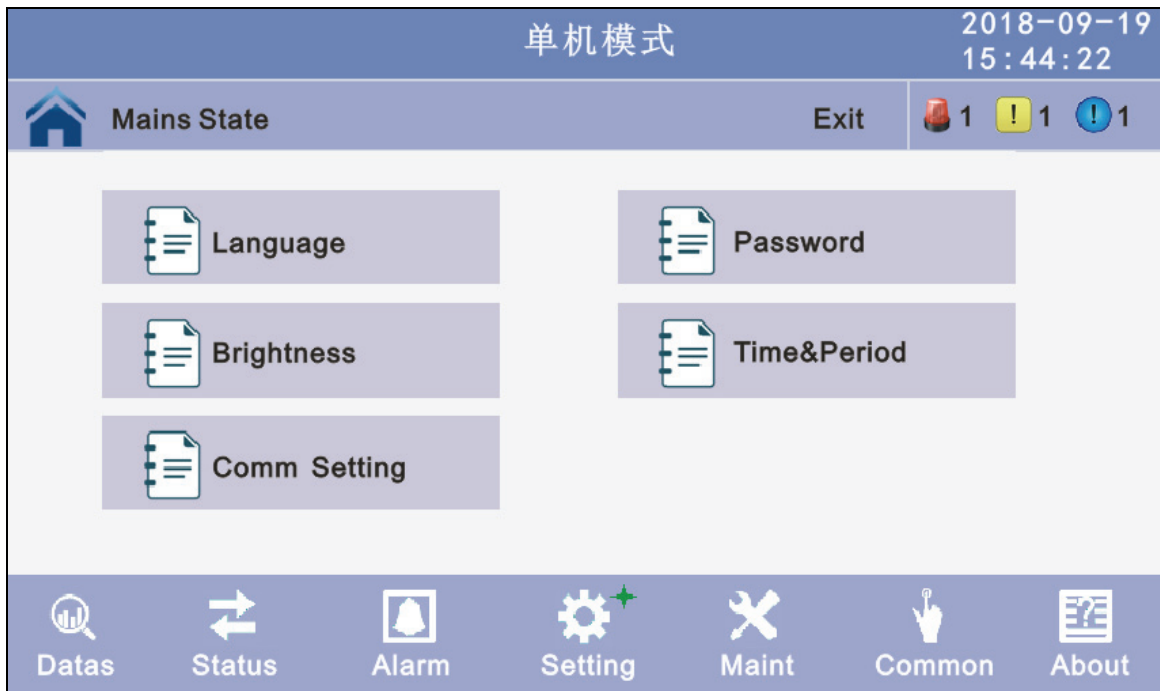 单机模式
2018-09-19
15:44:22
Mains State Exit 1 ! 1 ! 1
Language Password
Brightness Time&Period
Comm Setting
Datas Status Alarm Setting Maint Common About